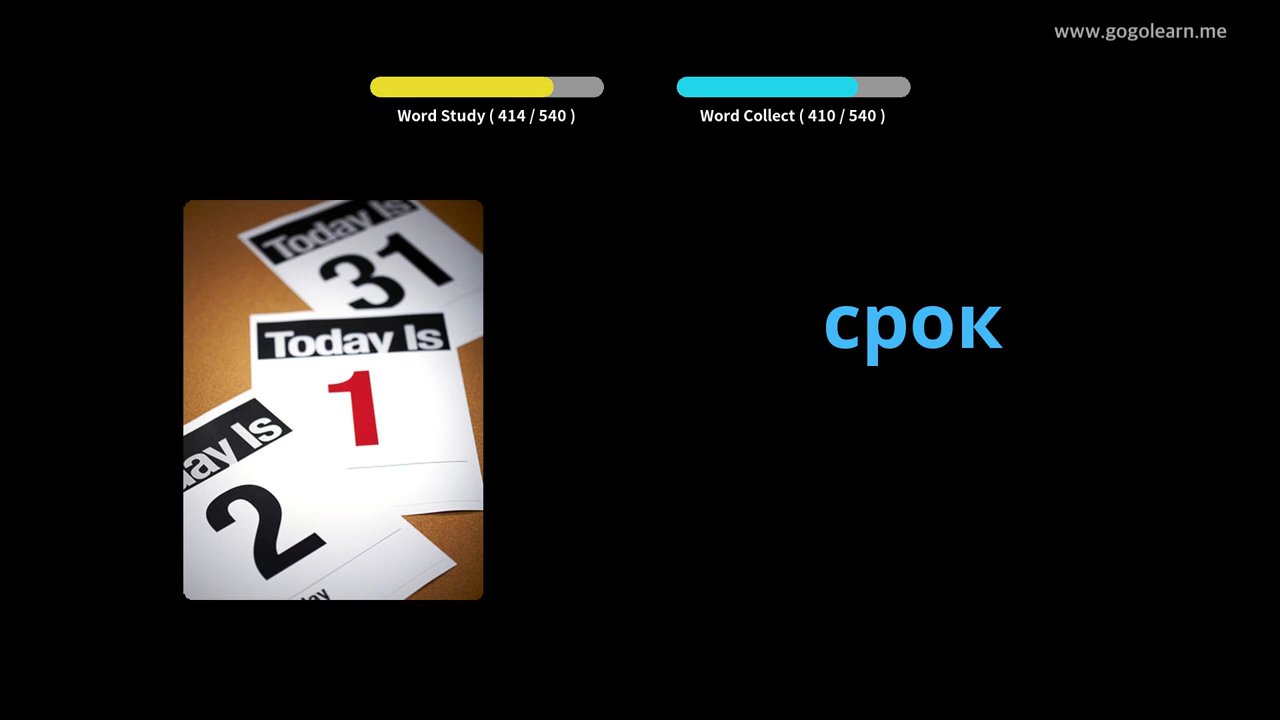 www.gogolearn.me
Word Study ( 414 / 540 )
Word Collect ( 410 / 540 )
Today Is
31
Today Is
1
ay Is
2
ay
срок